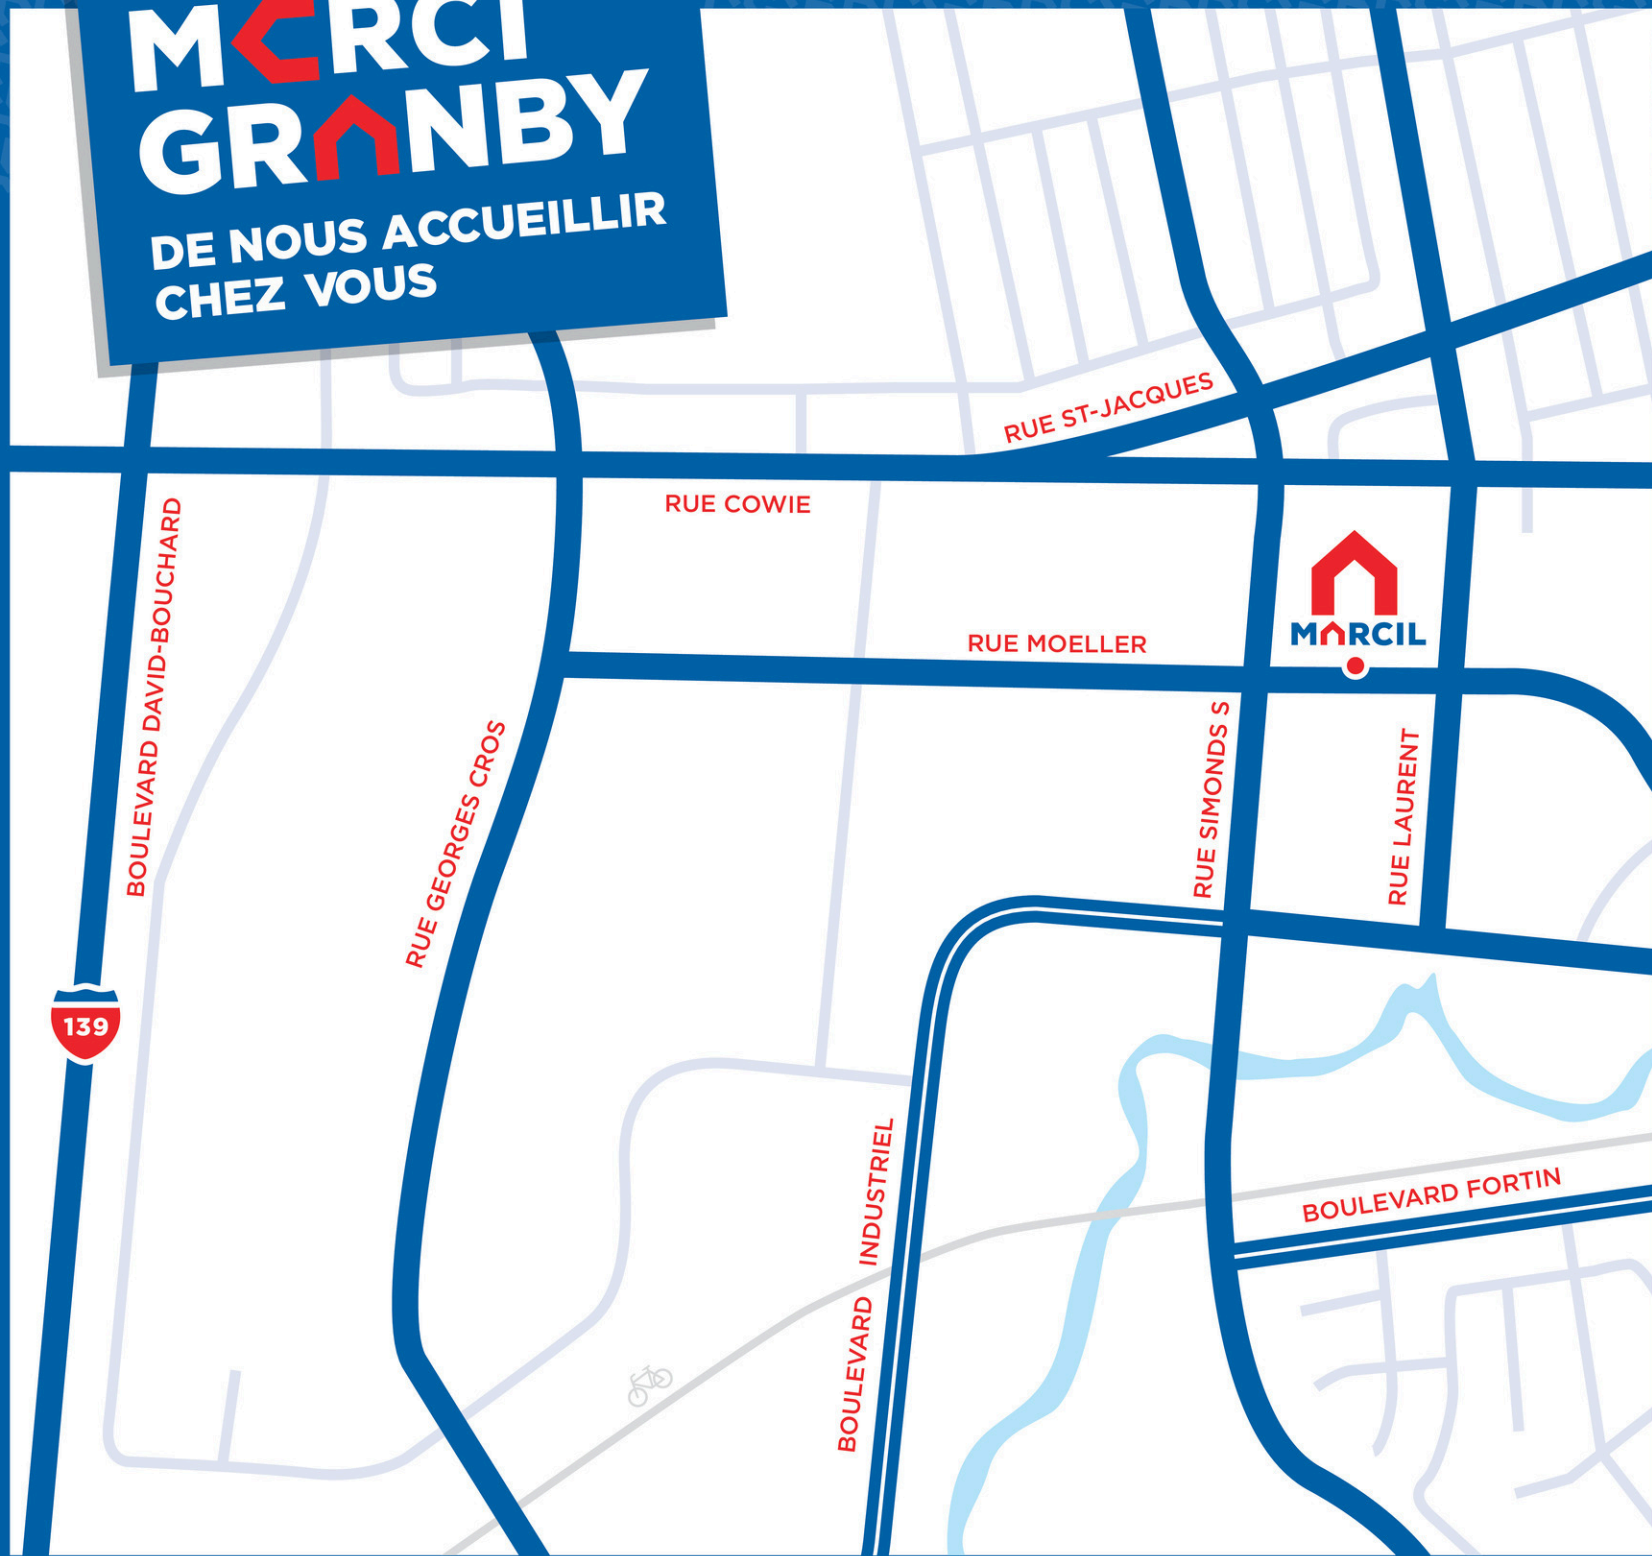 MERCI
GRANBY
DE NOUS ACCUEILLIR
CHEZ VOUS
RUE ST-JACQUES
RUE COWIE
BOULEVARD DAVID-BOUCHARD
RUE MOELLER
MARCIL
RUE GEORGES CROS
RUE SIMONDS S
RUE LAURENT
139
BOULEVARD INDUSTRIEL
BOULEVARD FORTIN